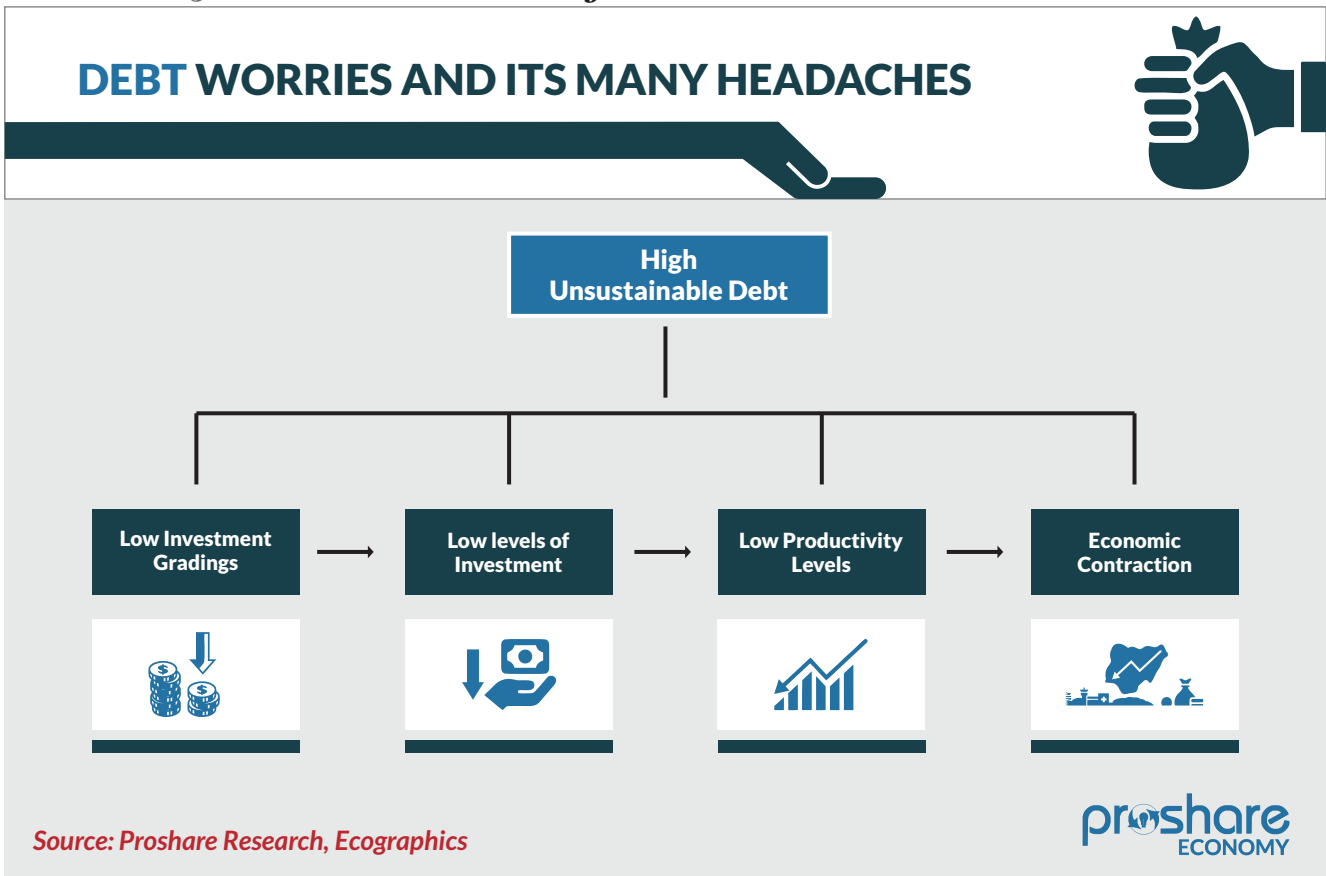 DEBT WORRIES AND ITS MANY HEADACHES
High
Unsustainable Debt
Low Investment
Gradings
Low levels of
Investment
Low Productivity
Levels
Economic
Contraction
Source: Proshare Research, Ecographics
proshare
ECONOMY